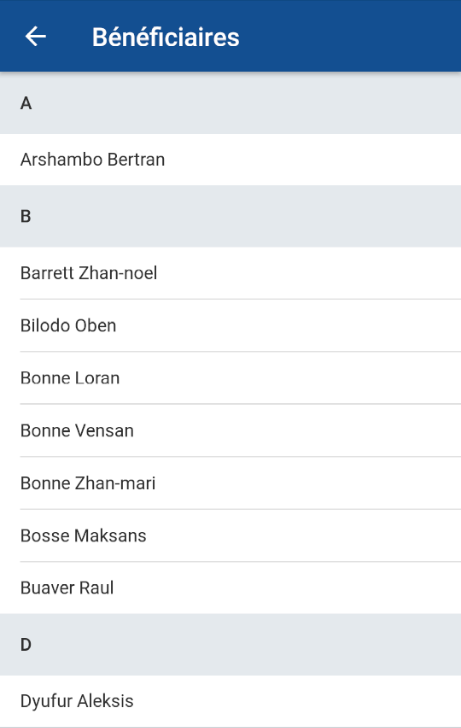 Bénéficiaires
A
Arshambo Bertran
B
Barrett Zhan-noel
Bilodo Oben
Bonne Loran
Bonne Vensan
Bonne Zhan-mari
Bosse Maksans
Buaver Raul
D
Dyufur Aleksis